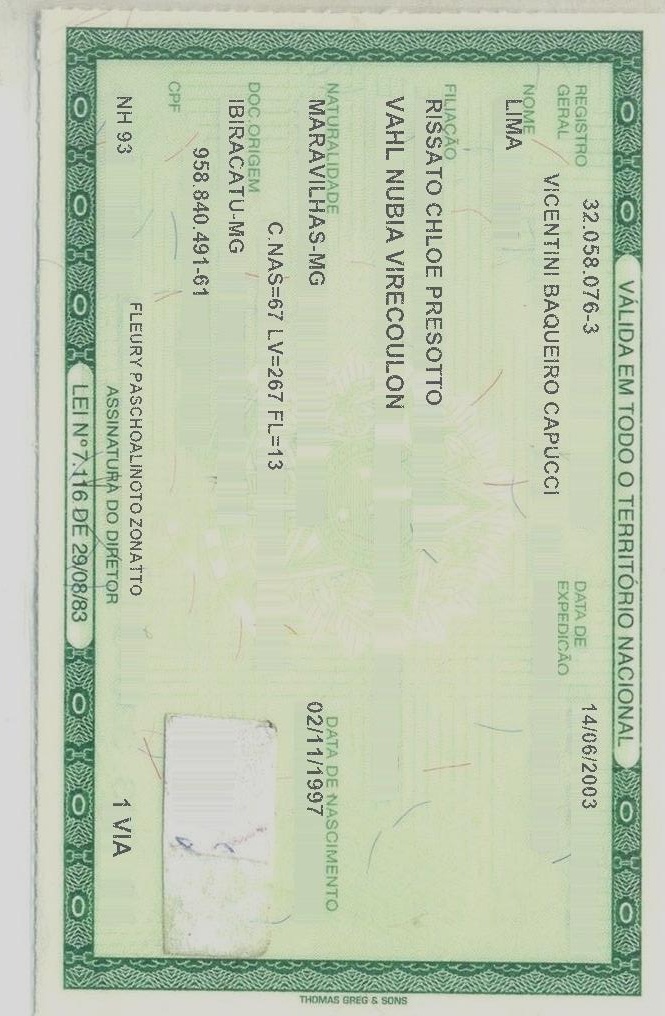 VÁLIDA EM TODO O TERRITÓRIO NACIONAL
REGISTRO GERAL 32.058.076-3 DATA DE EXPEDIÇÃO 14/06/2003
VICENTINI BAQUEIRO CAPUCCI
NOME
LIMA
FILIAÇÃO
RISSATO CHLOE PRESOTTO
VAHL NUBIA VIRECOULON
NATURALIDADE DATA DE NASCIMENTO
MARAVILHAS-MG 02/11/1997
C.NAS=67 LV=267 FL=13
DOC ORIGEM
IBIRACATU-MG
958.840.491-61
CPF
FLEURY PASCHOALINOTO ZONATTO
NH 93 1 VIA
ASSINATURA DO DIRETOR
LEI Nº 7.116 DE 29/08/83
THOMAS GREG & SONS